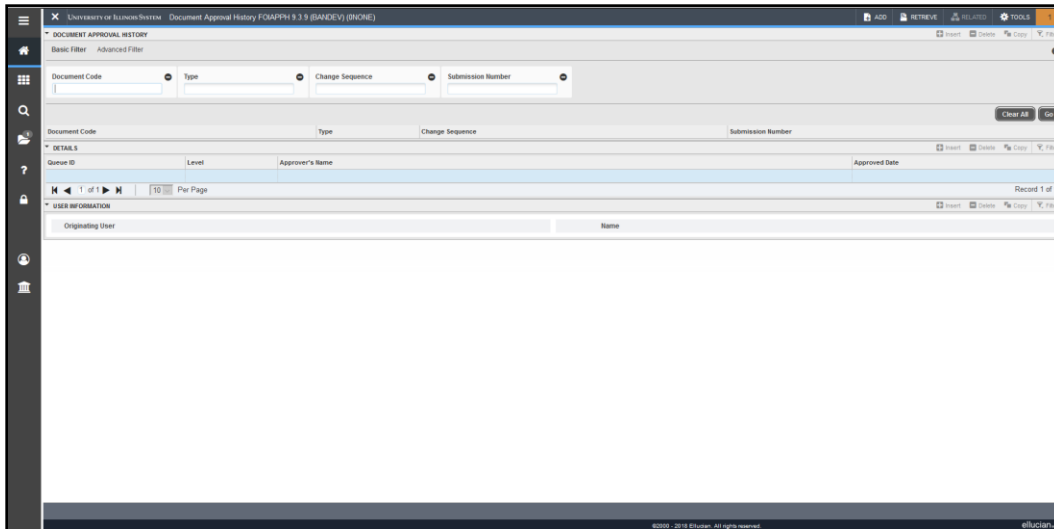 UNIVERSITY OF ILLINOIS SYSTEM Document Approval History FOIAPPH 9.3.9 (BANDEV) (0NONE) ADD RETRIEVE RELATED TOOLS 1
DOCUMENT APPROVAL HISTORY Insert Delete Copy
Basic Filter Advanced Filter
Document Code Type Change Sequence Submission Number
Clear All Go
Document Code Type Change Sequence Submission Number
DETAILS Insert Delete Copy
Queue ID Level Approver's Name Approved Date
1 of 1 10 Per Page Record 1 of
USER INFORMATION Insert Delete Copy
Originating User Name
©2000 - 2018 Ellucian. All rights reserved. ellucian